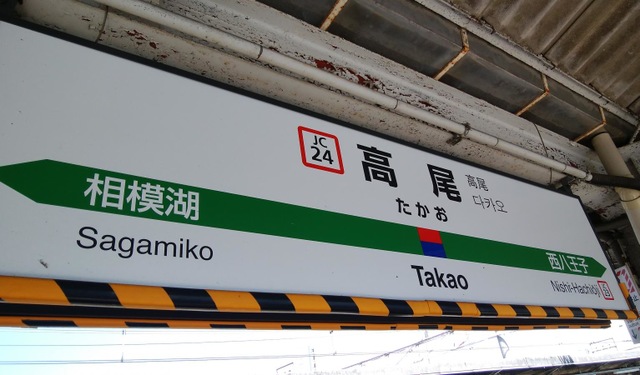 JC
24
高尾
高尾
たかお
다카오
相模湖
西八王子
Sagamiko
Takao
Nishi-Hachiōji